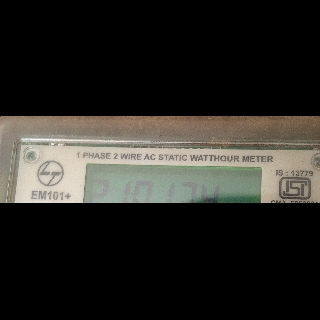 1 PHASE 2 WIRE AC STATIC WATTHOUR METER
IS : 13779
EM101+